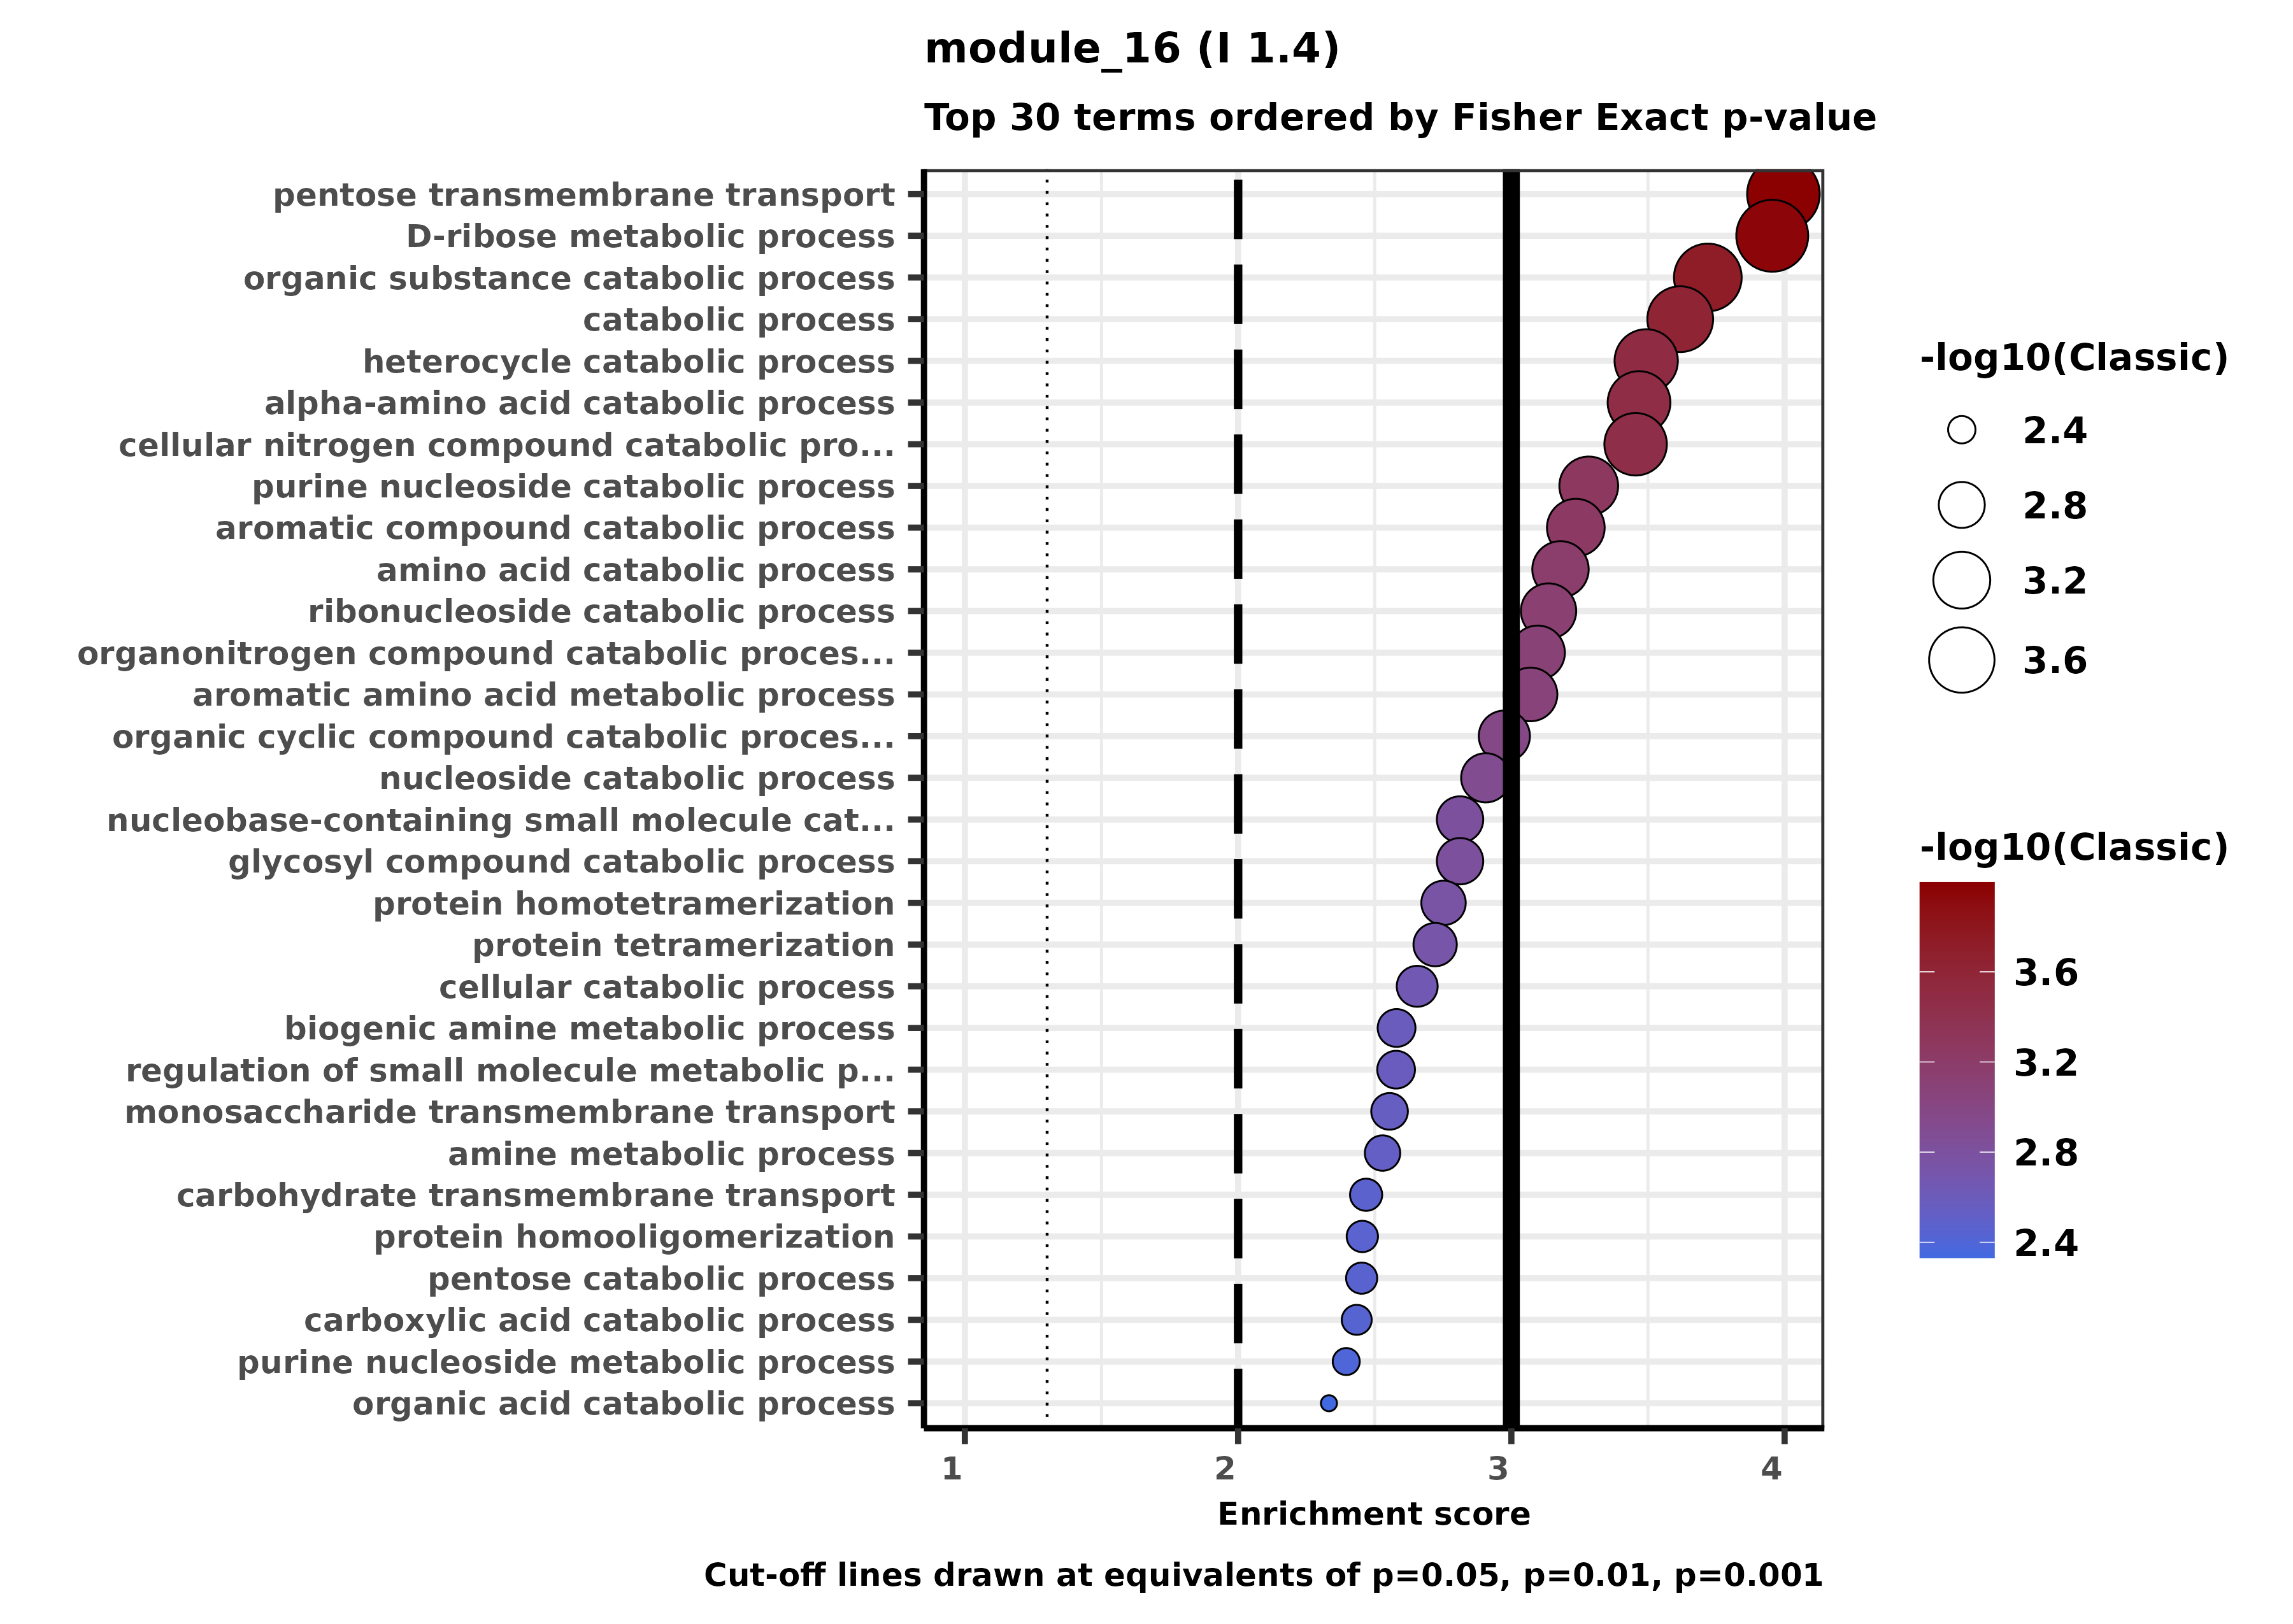 module_16 (I 1.4)
Top 30 terms ordered by Fisher Exact p-value
pentose transmembrane transport
D-ribose metabolic process
organic substance catabolic process
catabolic process
heterocycle catabolic process
alpha-amino acid catabolic process
cellular nitrogen compound catabolic pro...
purine nucleoside catabolic process
aromatic compound catabolic process
amino acid catabolic process
ribonucleoside catabolic process
organonitrogen compound catabolic proces...
aromatic amino acid metabolic process
organic cyclic compound catabolic proces...
nucleoside catabolic process
nucleobase-containing small molecule cat...
glycosyl compound catabolic process
protein homotetramerization
protein tetramerization
cellular catabolic process
biogenic amine metabolic process
regulation of small molecule metabolic p...
monosaccharide transmembrane transport
amine metabolic process
carbohydrate transmembrane transport
protein homooligomerization
pentose catabolic process
carboxylic acid catabolic process
purine nucleoside metabolic process
organic acid catabolic process
1 2 3 4
Enrichment score
Cut-off lines drawn at equivalents of p=0.05, p=0.01, p=0.001
-log10(Classic)
2.4
2.8
3.2
3.6
-log10(Classic)
3.6
3.2
2.8
2.4